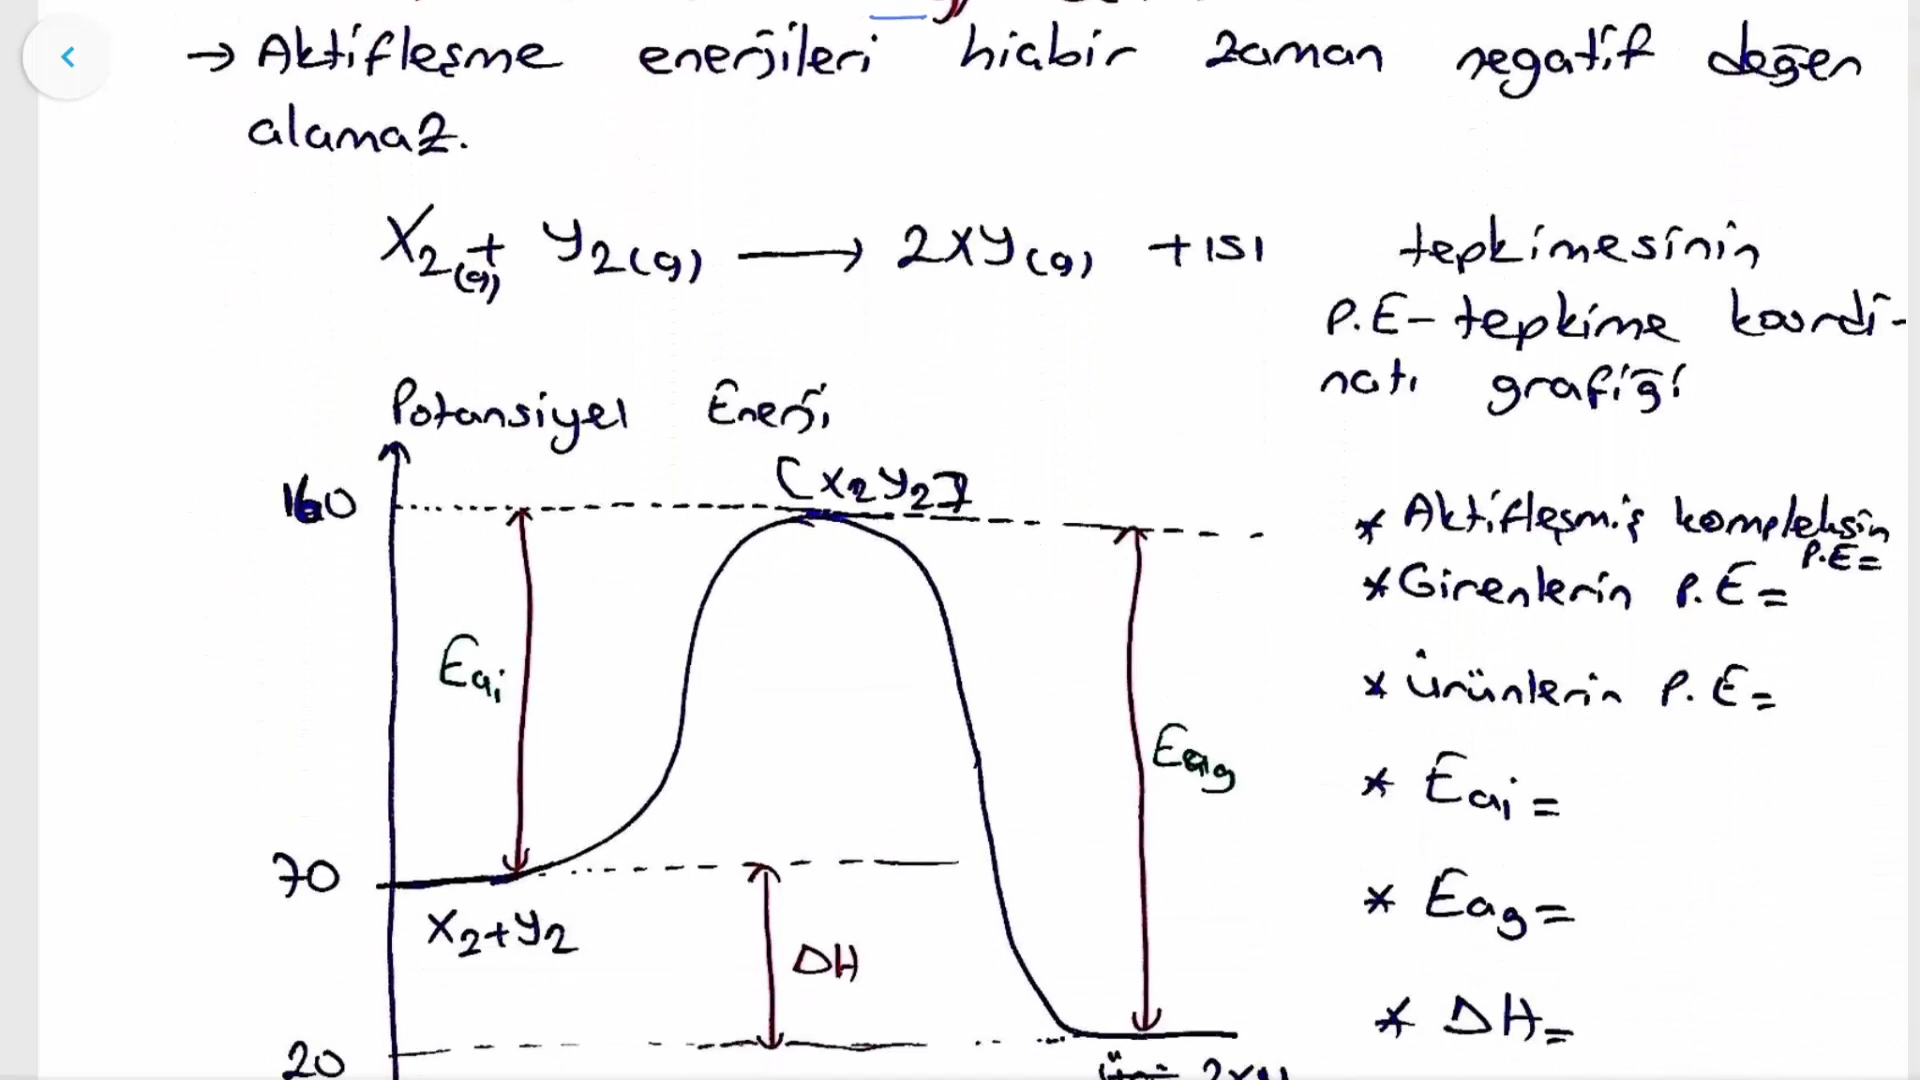 → Aktifleşme enerjileri hiçbir zaman negatif değer
alamaz.
X2(g) + Y2(g) → 2XY(g) + ısı tepkimesinin
P.E- tepkime koordi-
natı grafiği
Potansiyel Enerji
160
[X2Y2]
* Aktifleşmiş kompleksin
P.E=
* Girenlerin P.E=
Eai
* Ürünlerin P.E=
Eag
* Eai=
70
* Eag=
X2+Y2
ΔH
* ΔH=
20
2XY